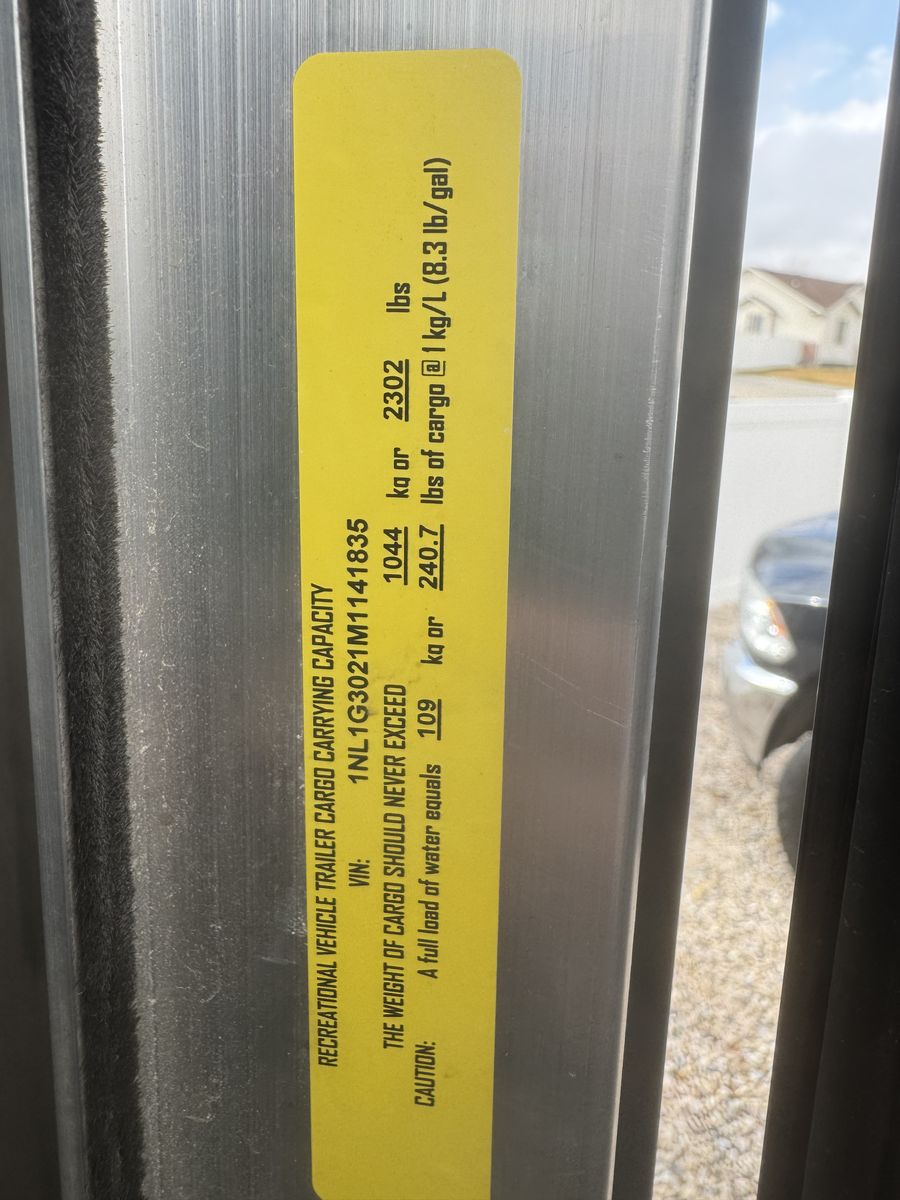 RECREATIONAL VEHICLE TRAILER CARGO CARRYING CAPACITY
VIN: 1NL1G3021M1141835
THE WEIGHT OF CARGO SHOULD NEVER EXCEED 1044 kq or 2302 lbs
CAUTION: A full load of water equals 109 kq or 240.7 lbs of cargo @ 1 kg/L (8.3 lb/gal)